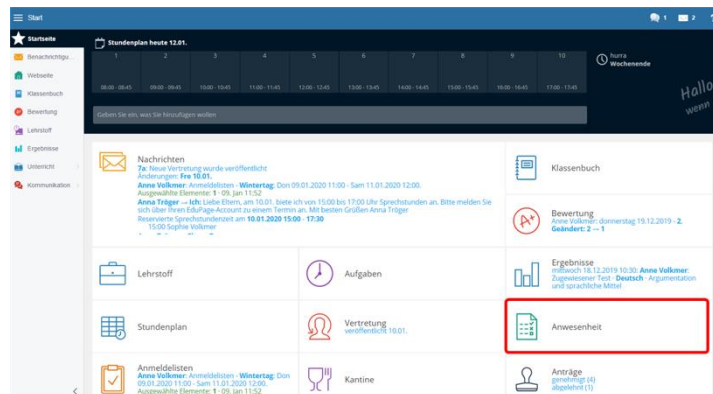 Start
1
2
Startseite
Benachrichtigu...
Webseite
Klassenbuch
Bewertung
Lehrstoff
Ergebnisse
Unterricht
Kommunikation
Stundenplan heute 12.01.
1 2 3 4 5 6 7 8 9 10
08:00 - 08:45 09:00 - 09:45 10:00 - 10:45 11:00 - 11:45 12:00 - 12:45 13:00 - 13:45 14:00 - 14:45 15:00 - 15:45 16:00 - 16:45 17:00 - 17:45
hurra
Wochenende
Hallo
wenn
Geben Sie ein, was Sie hinzufügen wollen
Nachrichten
7a: Neue Vertretung wurde veröffentlicht
Änderungen: Fre 10.01.
Anne Volkmer: Anmeldelisten - Wintertag: Don 09.01.2020 11:00 - Sam 11.01.2020 12:00.
Ausgewählte Elemente: 1 - 09. Jan 11:52
Anna Tröger → Ich: Liebe Eltern, am 10.01. biete ich von 15:00 bis 17:00 Uhr Sprechstunden an. Bitte melden Sie
sich über Ihren EduPage-Account zu einem Termin an. Mit besten Grüßen Anna
Tröger
Reservierte Sprechstundenzeit am 10.01.2020 15:00 - 17:30
15:00 Sophie Volkmer
Klassenbuch
A+
Bewertung
Anne Volkmer: donnerstag 19.12.2019 - 2.
Geändert: 2 → 1
Lehrstoff
Aufgaben
Ergebnisse
mittwoch 18.12.2019 10:30: Anne Volkmer:
Zugewiesener Test - Deutsch - Argumentation
und sprachliche Mittel
Stundenplan
Vertretung
veröffentlicht 10.01.
Anwesenheit
Anmeldelisten
Anne Volkmer: Anmeldelisten - Wintertag: Don
09.01.2020 11:00 - Sam 11.01.2020 12:00.
Ausgewählte Elemente: 1 - 09. Jan 11:52
Kantine
Anträge
genehmigt (4)
abgelehnt (1)